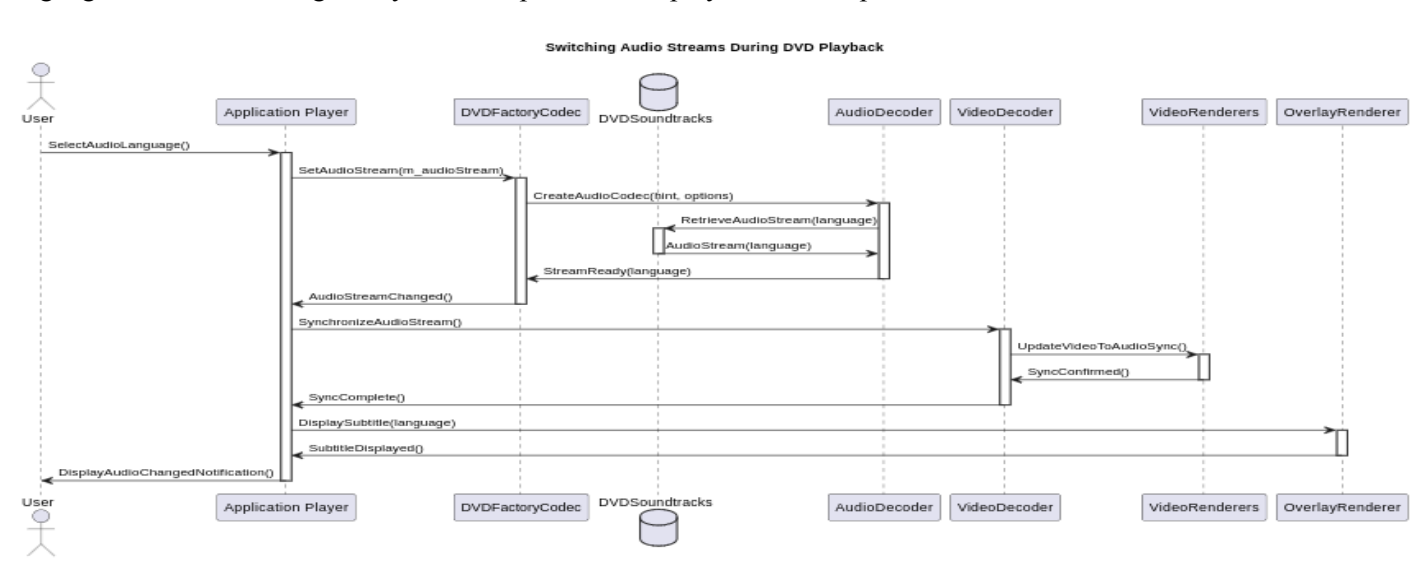 Switching Audio Streams During DVD Playback
User
Application Player
DVDFactoryCodec
DVDSoundtracks
AudioDecoder
VideoDecoder
VideoRenderers
OverlayRenderer
SelectAudioLanguage()
SetAudioStream(m_audioStream)
CreateAudioCodec(hint, options)
RetrieveAudioStream(language)
AudioStream(language)
StreamReady(language)
AudioStreamChanged()
SynchronizeAudioStream()
UpdateVideoToAudioSync()
SyncConfirmed()
SyncComplete()
DisplaySubtitle(language)
SubtitleDisplayed()
DisplayAudioChangedNotification()
User
Application Player
DVDFactoryCodec
DVDSoundtracks
AudioDecoder
VideoDecoder
VideoRenderers
OverlayRenderer